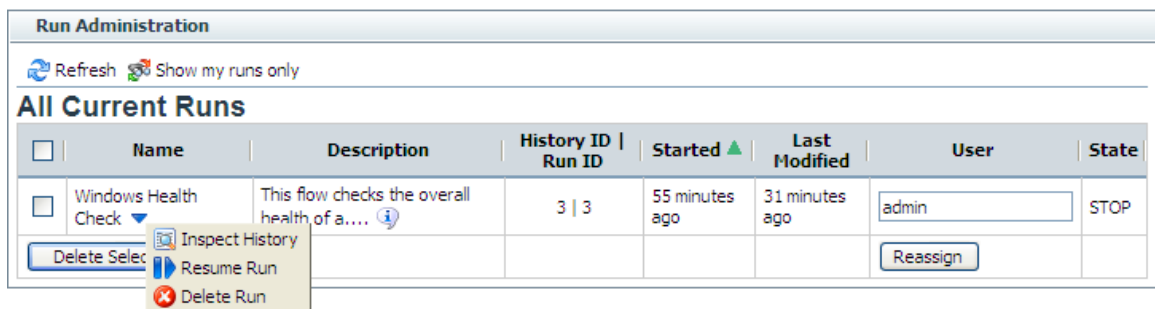 Run Administration
Refresh Show my runs only
All Current Runs
Name Description History ID | Run ID Started Last Modified User State
Windows Health Check This flow checks the overall health of a.... 3 | 3 55 minutes ago 31 minutes ago admin STOP
Delete Selec Reassign
Inspect History
Resume Run
Delete Run